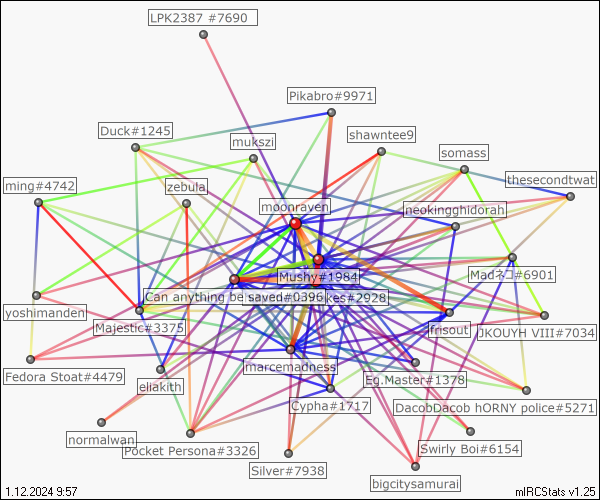 LPK2387 #7690
Pikabro#9971
Duck#1245
mukszi
shawntee9
somass
ming#4742
zebula
thesecondtwat
moonraven
neokingghidorah
Mushy#1984
Madネコ#6901
Can anything be
sayed#0396
kes#2928
yoshimanden
Majestic#3375
frisout
JKOUYH VIII#7034
marcemadness
Fedora Stoat#4479
eliakith
Eg.Master#1378
Cypha#1717
DacobDacob hORNY police#5271
normalwan
Pocket Persona#3326
Swirly Boi#6154
Silver#7938
bigcitysamurai
1.12.2024 9:57
mIRCStats v1.25